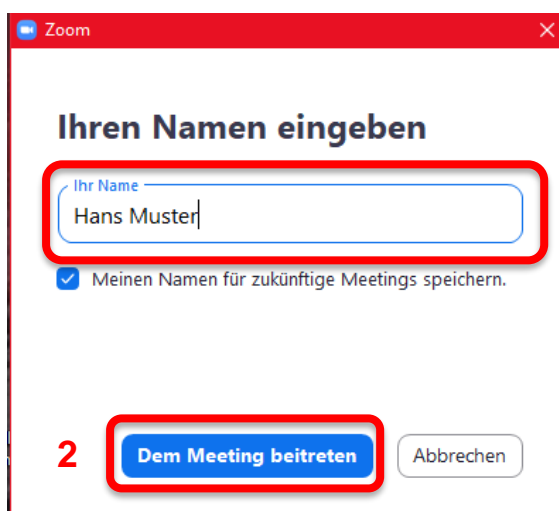 Zoom
Ihren Namen eingeben
Ihr Name
Hans Muster
Meinen Namen für zukünftige Meetings speichern.
2 Dem Meeting beitreten Abbrechen